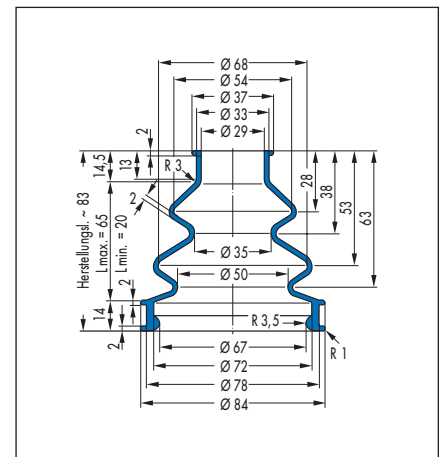 Ø 68
Ø 54
Ø 37
Ø 33
Ø 29
2
14,5
13
R 3
2
28
38
53
63
Herstellungsl. ~ 83
Lmax. = 65
Lmin. = 20
Ø 35
Ø 50
2
14
2
R 3,5
R 1
Ø 67
Ø 72
Ø 78
Ø 84